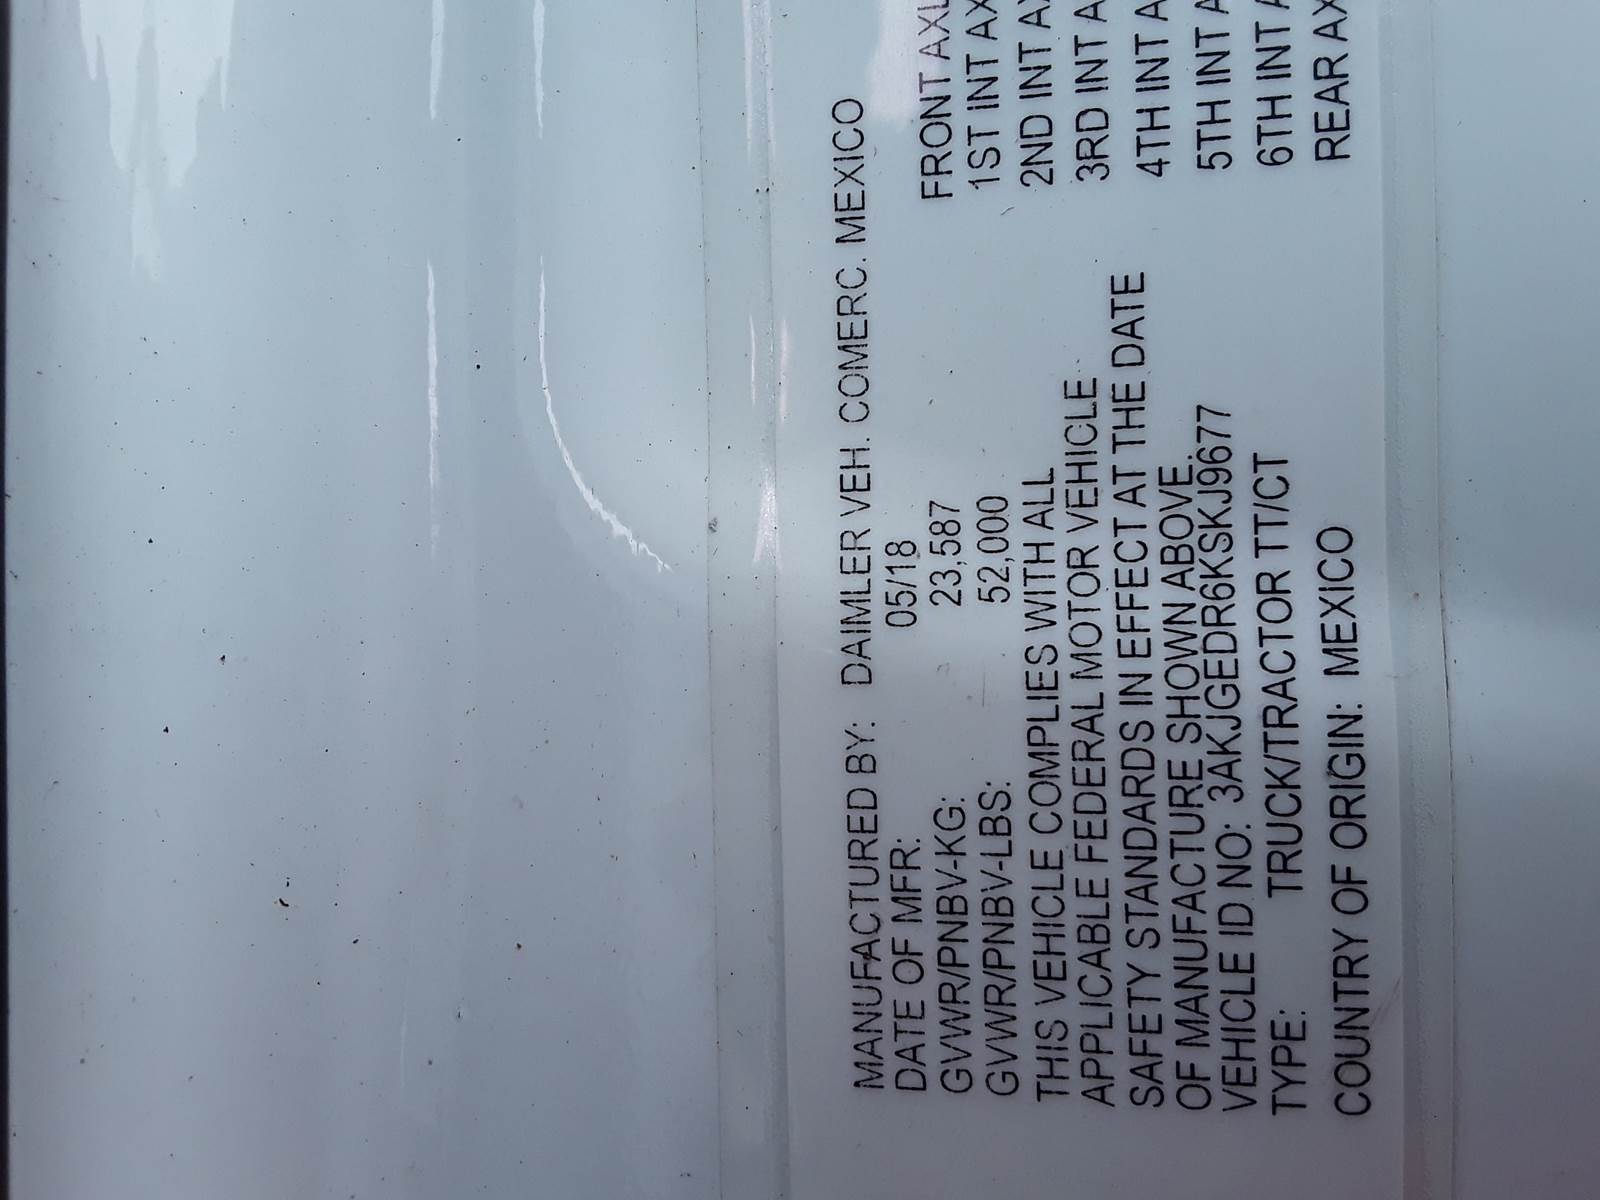 MANUFACTURED BY: DAIMLER VEH. COMERC. MEXICO
DATE OF MFR: 05/18
GVWR/PNBV-KG: 23,587
GVWR/PNBV-LBS: 52,000
THIS VEHICLE COMPLIES WITH ALL
APPLICABLE FEDERAL MOTOR VEHICLE
SAFETY STANDARDS IN EFFECT AT THE DATE
OF MANUFACTURE SHOWN ABOVE.
VEHICLE ID NO: 3AKJGEDR6KSKJ9677
TYPE: TRUCK/TRACTOR TT/CT
COUNTRY OF ORIGIN: MEXICO
FRONT AXL
1ST INT AX
2ND INT AX
3RD INT A
4TH INT A
5TH INT A
6TH INT A
REAR AX